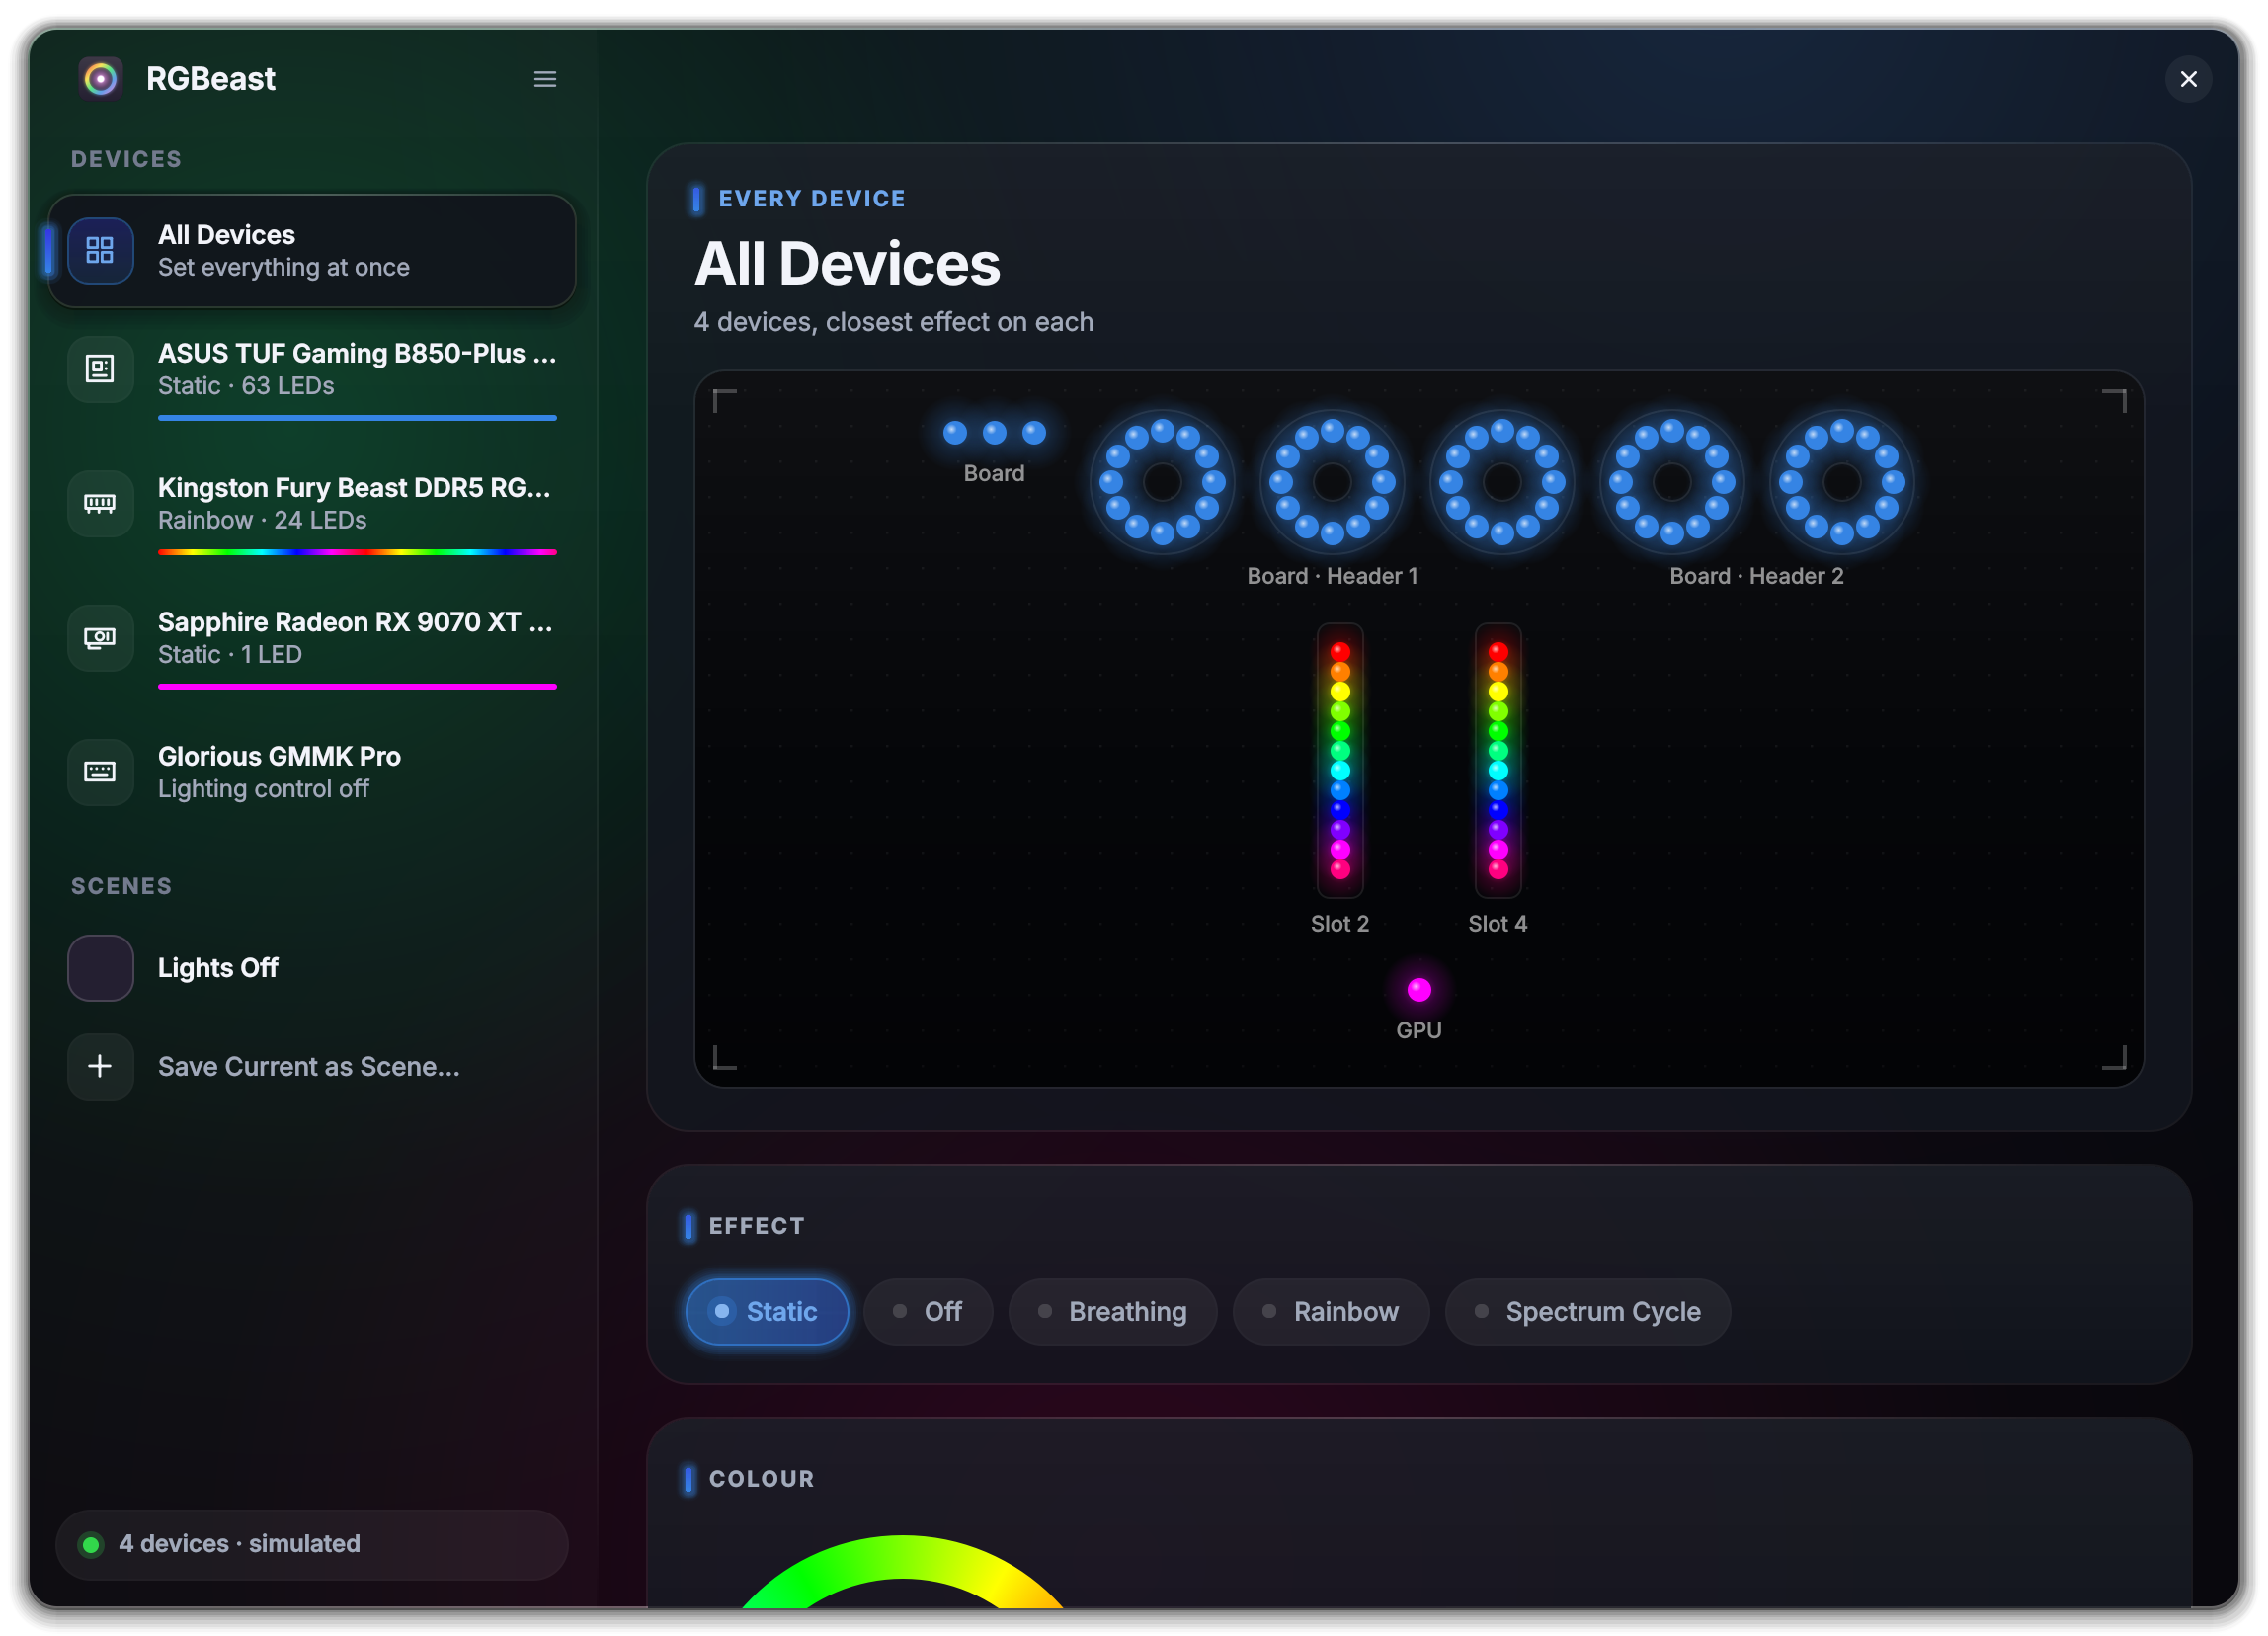 RGBeast
DEVICES
All Devices
Set everything at once
ASUS TUF Gaming B850-Plus ...
Static · 63 LEDs
Kingston Fury Beast DDR5 RG...
Rainbow · 24 LEDs
Sapphire Radeon RX 9070 XT ...
Static · 1 LED
Glorious GMMK Pro
Lighting control off
SCENES
Lights Off
Save Current as Scene...
4 devices · simulated
EVERY DEVICE
All Devices
4 devices, closest effect on each
Board
Board · Header 1
Board · Header 2
Slot 2
Slot 4
GPU
EFFECT
Static
Off
Breathing
Rainbow
Spectrum Cycle
COLOUR